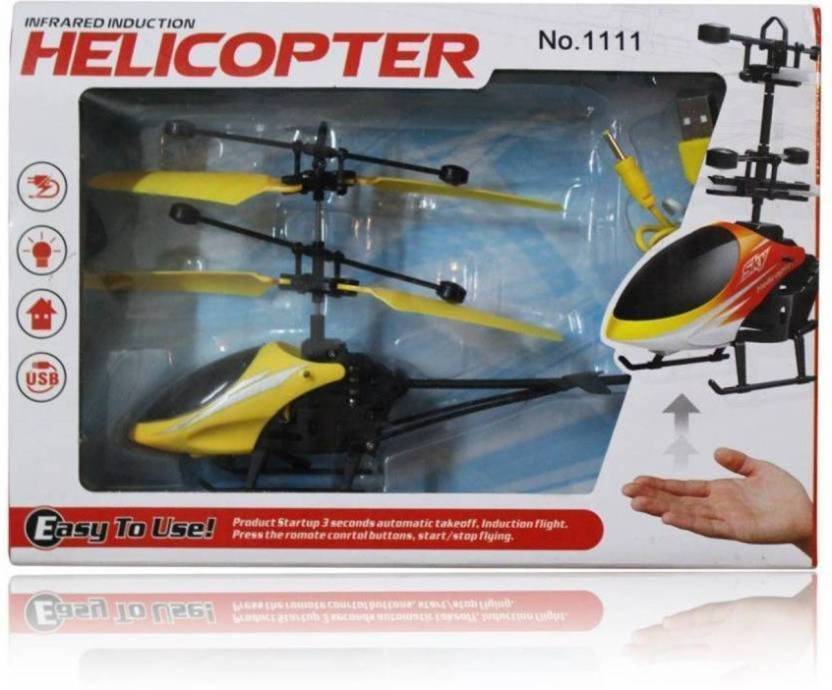 INFRARED INDUCTION
HELICOPTER
No.1111
SKY
USB
Easy To Use!
Product Startup 3 seconds automatic takeoff, Induction flight.
Press the romote conrtol buttons, start/stop flying.